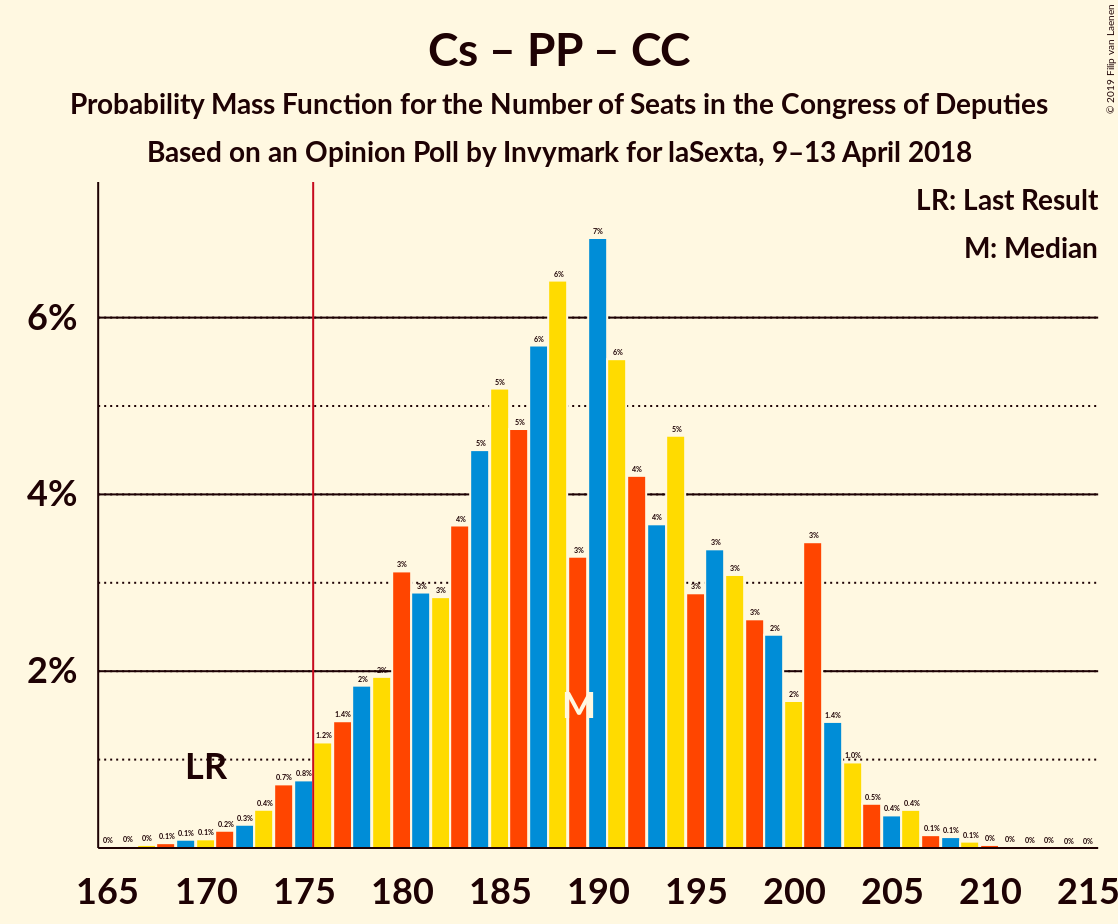 Cs – PP – CC
Probability Mass Function for the Number of Seats in the Congress of Deputies
Based on an Opinion Poll by Invymark for laSexta, 9–13 April 2018
© 2019 Filip van Laenen
LR: Last Result
M: Median
6%
4%
2%
0% 0% 0% 0.1% 0.1% 0.1% 0.2% 0.3% 0.4% 0.7% 0.8% 1.2% 1.4% 2% 2% 3% 3% 3% 4% 5% 5% 5% 6% 6% 3% 7% 6% 4% 4% 5% 3% 3% 3% 3% 2% 2% 3% 1.4% 1.0% 0.5% 0.4% 0.4% 0.1% 0.1% 0.1% 0% 0% 0% 0% 0% 0%
LR
M
165 170 175 180 185 190 195 200 205 210 215